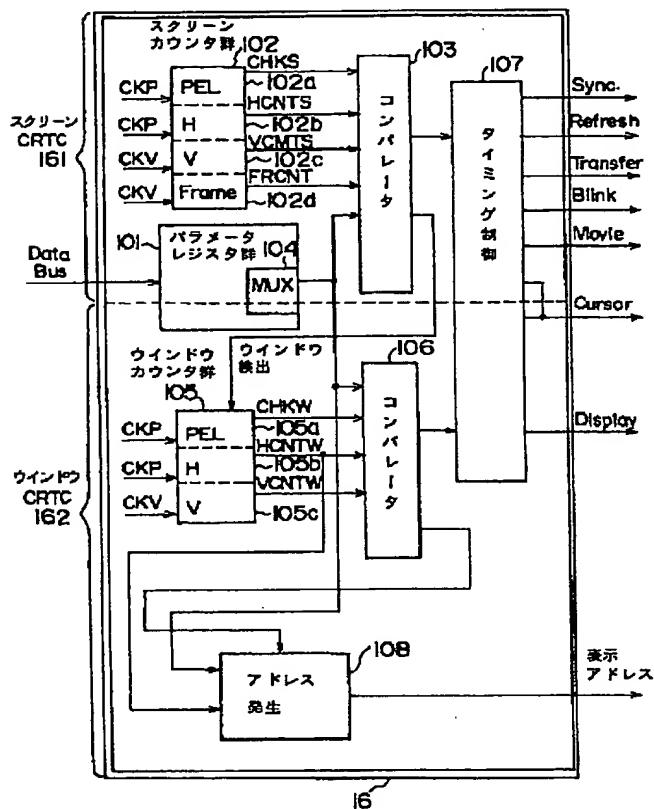 スクリーン
カウンタ群 102
CHKS
103
107
CKP
PEL
102a
HCNTS
CKP
H
102b
VCMTS
CKV
V
102c
FRCNT
CKV
Frame
102d
コンパレータ
タイミング制御
Sync.
Refresh
Transfer
Blink
Movie
Cursor
Display
スクリーン
CRTC
161
Data
Bus
101
パラメータ
レジスタ群
104
MUX
ウインドウ
カウンタ群
105
ウインドウ
検出
106
CHKW
CKP
PEL
105a
HCNTW
CKP
H
105b
VCNTW
CKV
V
105c
コンパレータ
ウインドウ
CRTC
162
108
アドレス
発生
表示
アドレス
16